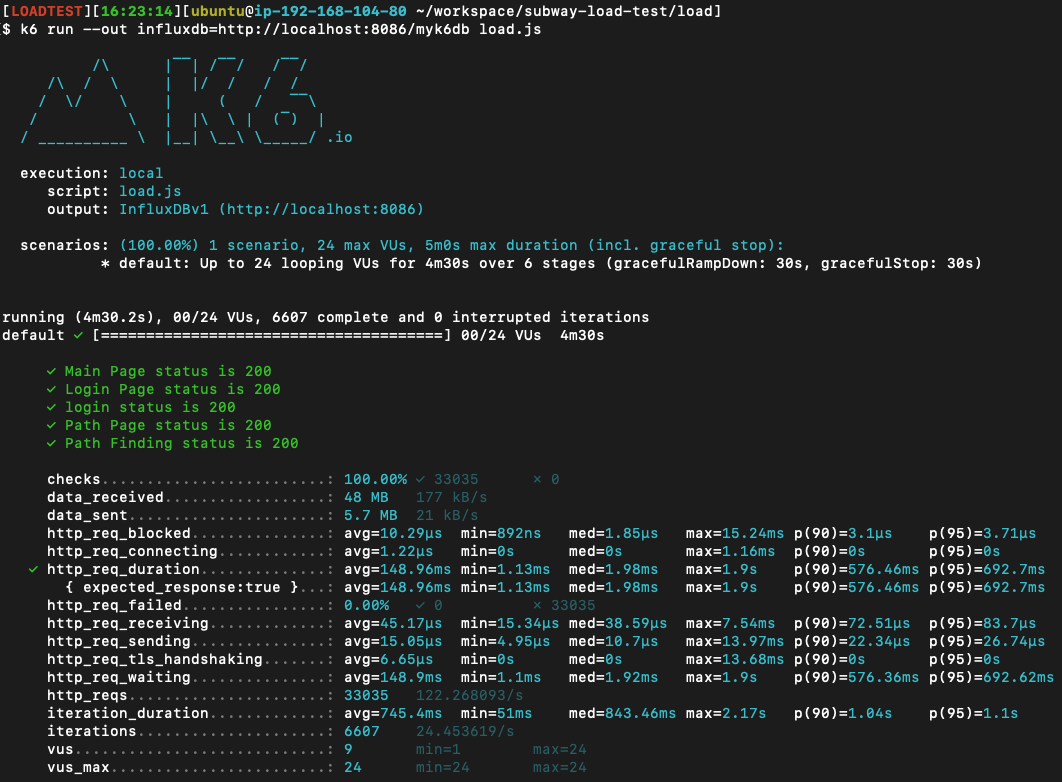 [LOADTEST][16:23:14][ubuntu@ip-192-168-104-80 ~/workspace/subway-load-test/load]
$ k6 run --out influxdb=http://localhost:8086/myk6db load.js
.io
execution: local
script: load.js
output: InfluxDBv1 (http://localhost:8086)
scenarios: (100.00%) 1 scenario, 24 max VUs, 5m0s max duration (incl. graceful stop):
* default: Up to 24 looping VUs for 4m30s over 6 stages (gracefulRampDown: 30s, gracefulStop: 30s)
running (4m30.2s), 00/24 VUs, 6607 complete and 0 interrupted iterations
default ✓ [======================================] 00/24 VUs  4m30s
✓ Main Page status is 200
✓ Login Page status is 200
✓ login status is 200
✓ Path Page status is 200
✓ Path Finding status is 200
checks.........................: 100.00% ✓ 33035      ✗ 0
data_received..................: 48 MB   177 kB/s
data_sent......................: 5.7 MB  21 kB/s
http_req_blocked...............: avg=10.29µs  min=892ns   med=1.85µs   max=15.24ms p(90)=3.1µs    p(95)=3.71µs
http_req_connecting............: avg=1.22µs   min=0s      med=0s       max=1.16ms  p(90)=0s       p(95)=0s
✓ http_req_duration..............: avg=148.96ms min=1.13ms  med=1.98ms   max=1.9s    p(90)=576.46ms p(95)=692.7ms
{ expected_response:true }...: avg=148.96ms min=1.13ms  med=1.98ms   max=1.9s    p(90)=576.46ms p(95)=692.7ms
http_req_failed................: 0.00%   ✓ 0          ✗ 33035
http_req_receiving.............: avg=45.17µs  min=15.34µs med=38.59µs  max=7.54ms  p(90)=72.51µs  p(95)=83.7µs
http_req_sending...............: avg=15.05µs  min=4.95µs  med=10.7µs   max=13.97ms p(90)=22.34µs  p(95)=26.74µs
http_req_tls_handshaking.......: avg=6.65µs   min=0s      med=0s       max=13.68ms p(90)=0s       p(95)=0s
http_req_waiting...............: avg=148.9ms  min=1.1ms   med=1.92ms   max=1.9s    p(90)=576.36ms p(95)=692.62ms
http_reqs......................: 33035   122.268093/s
iteration_duration.............: avg=745.4ms  min=51ms    med=843.46ms max=2.17s   p(90)=1.04s    p(95)=1.1s
iterations.....................: 6607    24.453619/s
vus............................: 9       min=1        max=24
vus_max........................: 24      min=24       max=24